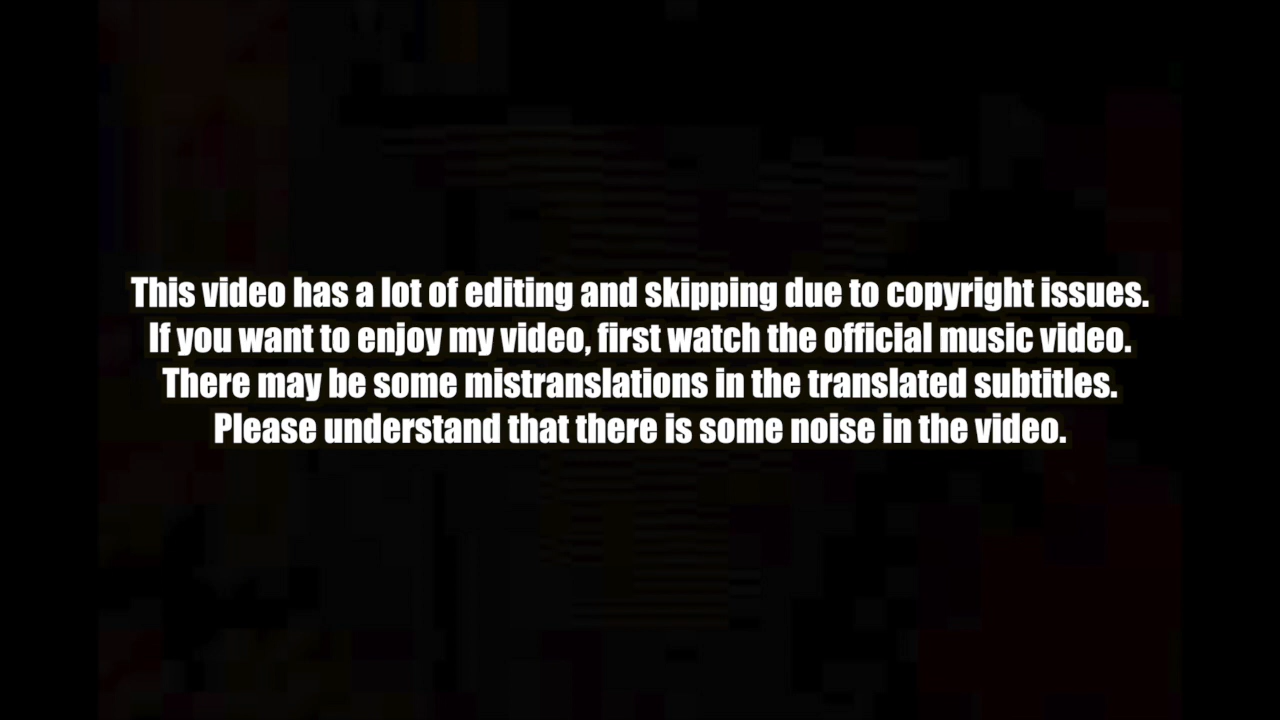 This video has a lot of editing and skipping due to copyright issues.
If you want to enjoy my video, first watch the official music video.
There may be some mistranslations in the translated subtitles.
Please understand that there is some noise in the video.